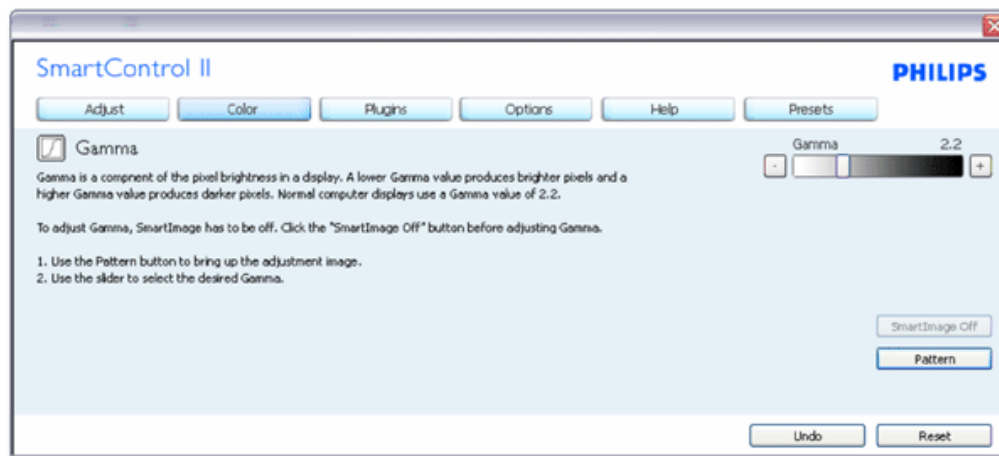 SmartControl II
PHILIPS
Adjust
Color
Plugins
Options
Help
Presets
Gamma
Gamma 2.2
- +
Gamma is a compnent of the pixel brightness in a display. A lower Gamma value produces brighter pixels and a
higher Gamma value produces darker pixels. Normal computer displays use a Gamma value of 2.2.
To adjust Gamma, SmartImage has to be off. Click the "SmartImage Off" button before adjusting Gamma.
1. Use the Pattern button to bring up the adjustment image.
2. Use the slider to select the desired Gamma.
SmartImage Off
Pattern
Undo
Reset